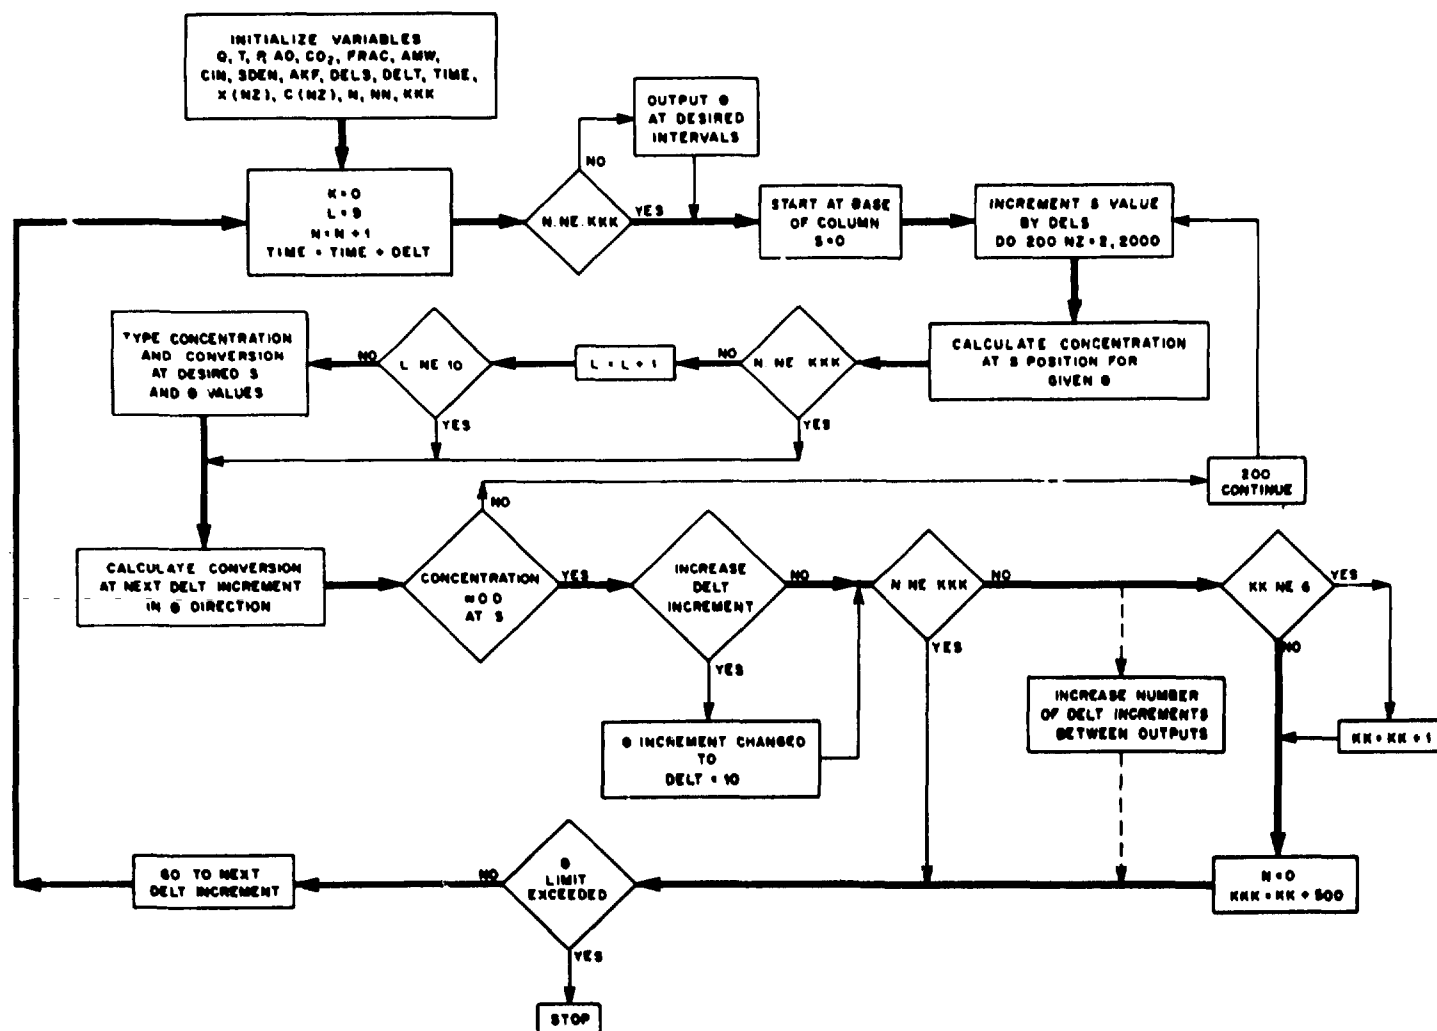 INITIALIZE VARIABLES
Q, T, P, AO, CO₂, FRAC, AMW,
CIN, SDEN, AKF, DELS, DELT, TIME,
X (NZ), C (NZ), N, NN, KKK
OUTPUT θ
AT DESIRED
INTERVALS
K=0
L=9
N=N+1
TIME = TIME + DELT
NO
N.NE.KKK
YES
START AT BASE
OF COLUMN
S=0
INCREMENT S VALUE
BY DELS
DO 200 NZ=2, 2000
TYPE CONCENTRATION
AND CONVERSION
AT DESIRED S
AND θ VALUES
NO
L NE 10
YES
L = L + 1
NO
N. NE. KKK
YES
CALCULATE CONCENTRATION
AT S POSITION FOR
GIVEN θ
200
CONTINUE
CALCULATE CONVERSION
AT NEXT DELT INCREMENT
IN θ DIRECTION
NO
CONCENTRATION
≈ 0.0
AT S
YES
INCREASE
DELT
INCREMENT
NO
YES
N NE KKK
NO
YES
KK NE 6
YES
NO
θ INCREMENT CHANGED
TO
DELT = 10
INCREASE NUMBER
OF DELT INCREMENTS
BETWEEN OUTPUTS
KK = KK + 1
GO TO NEXT
DELT INCREMENT
NO
θ
LIMIT
EXCEEDED
YES
N=0
KKK = KK + 500
STOP